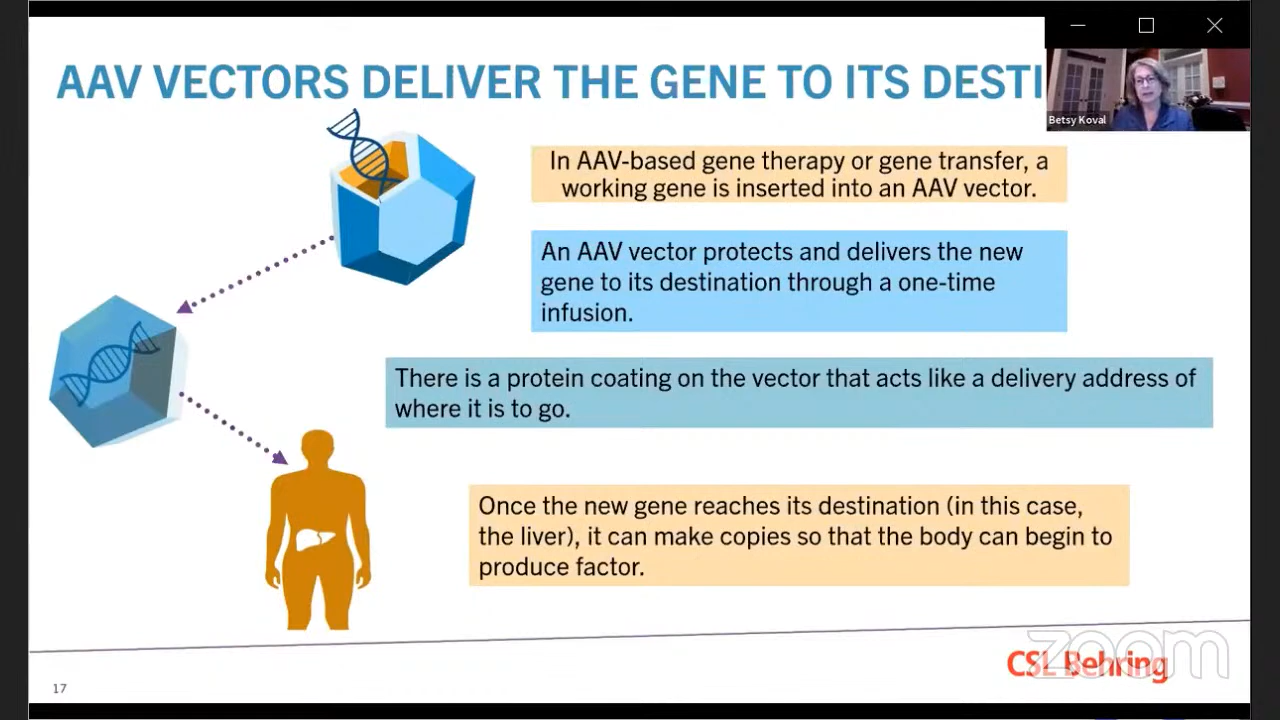 AAV VECTORS DELIVER THE GENE TO ITS DESTI
Betsy Koval
In AAV-based gene therapy or gene transfer, a
working gene is inserted into an AAV vector.
An AAV vector protects and delivers the new
gene to its destination through a one-time
infusion.
There is a protein coating on the vector that acts like a delivery address of
where it is to go.
Once the new gene reaches its destination (in this case,
the liver), it can make copies so that the body can begin to
produce factor.
CSL Behring
zoom
17